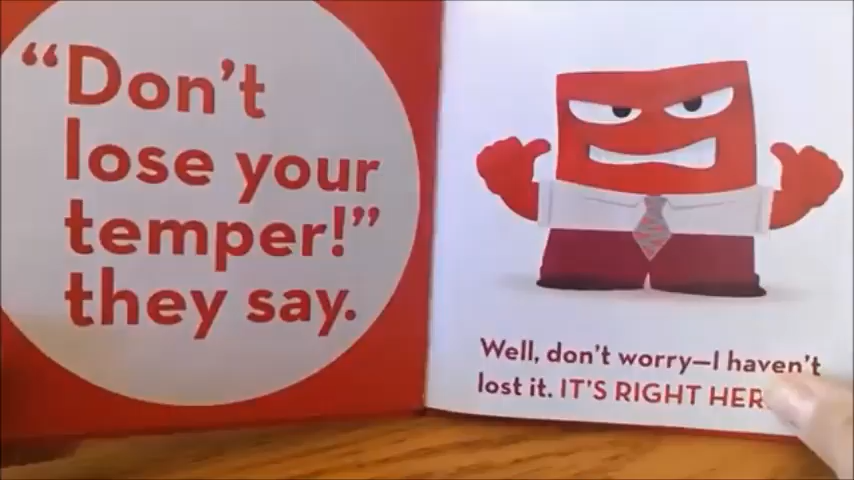 “Don’t
lose your
temper!”
they say.
Well, don’t worry—I haven’t
lost it. IT’S RIGHT